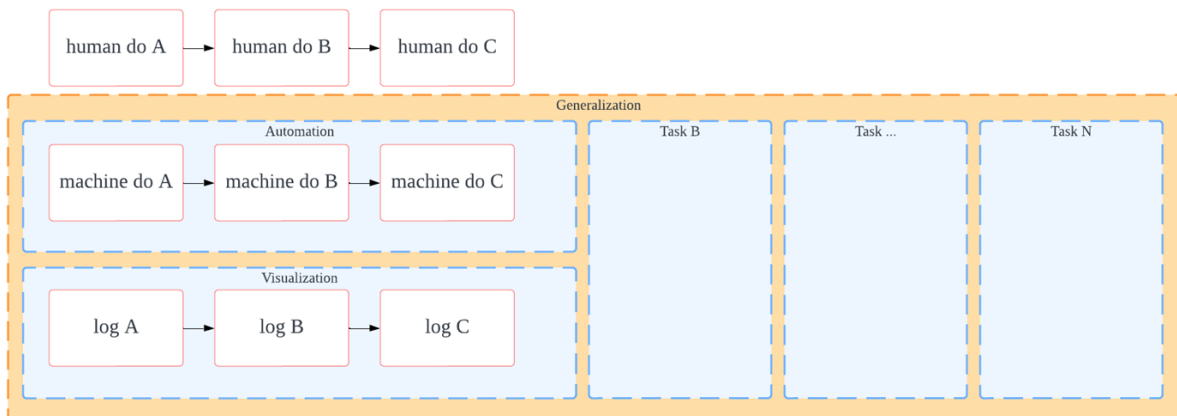 human do A
human do B
human do C
Generalization
Automation
machine do A
machine do B
machine do C
Visualization
log A
log B
log C
Task B
Task ...
Task N